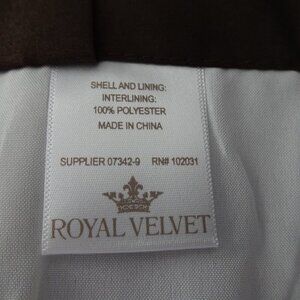 SHELL AND LINING:
INTERLINING:
100% POLYESTER
MADE IN CHINA
SUPPLIER 07342-9 RN# 102031
ROYAL VELVET